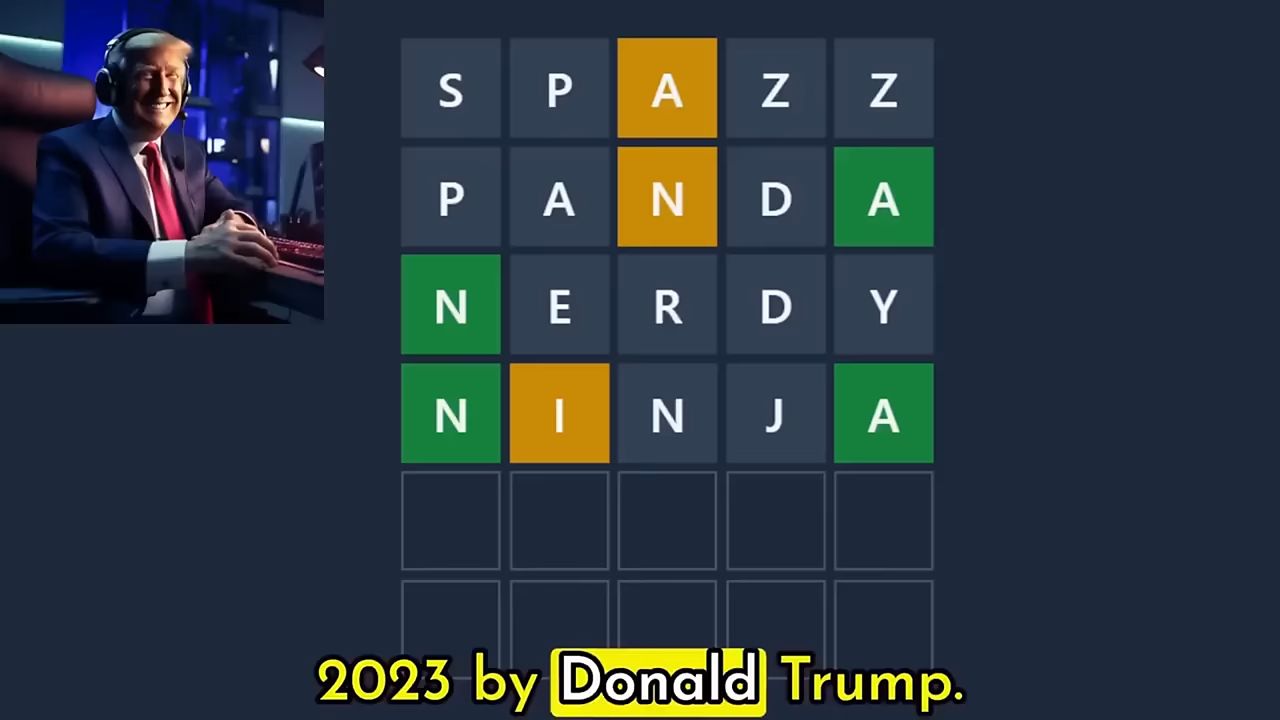 S P A Z Z
P A N D A
N E R D Y
N I N J A
2023 by Donald Trump.